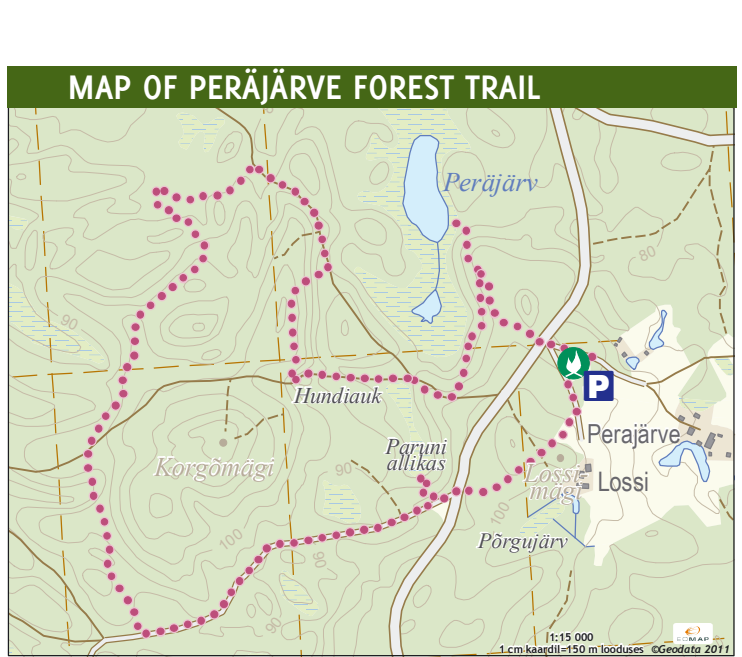 MAP OF PERÄJÄRVE FOREST TRAIL
Peräjärv
80
90
P
Hundiauk
Perajärve
Paruni
allikas
Korgõmägi
90
Lossi
mägi
Lossi
100
100
90
Põrgujärv
1:15 000
1 cm kaardil=150 m looduses ©Geodata 2011
EOMAP